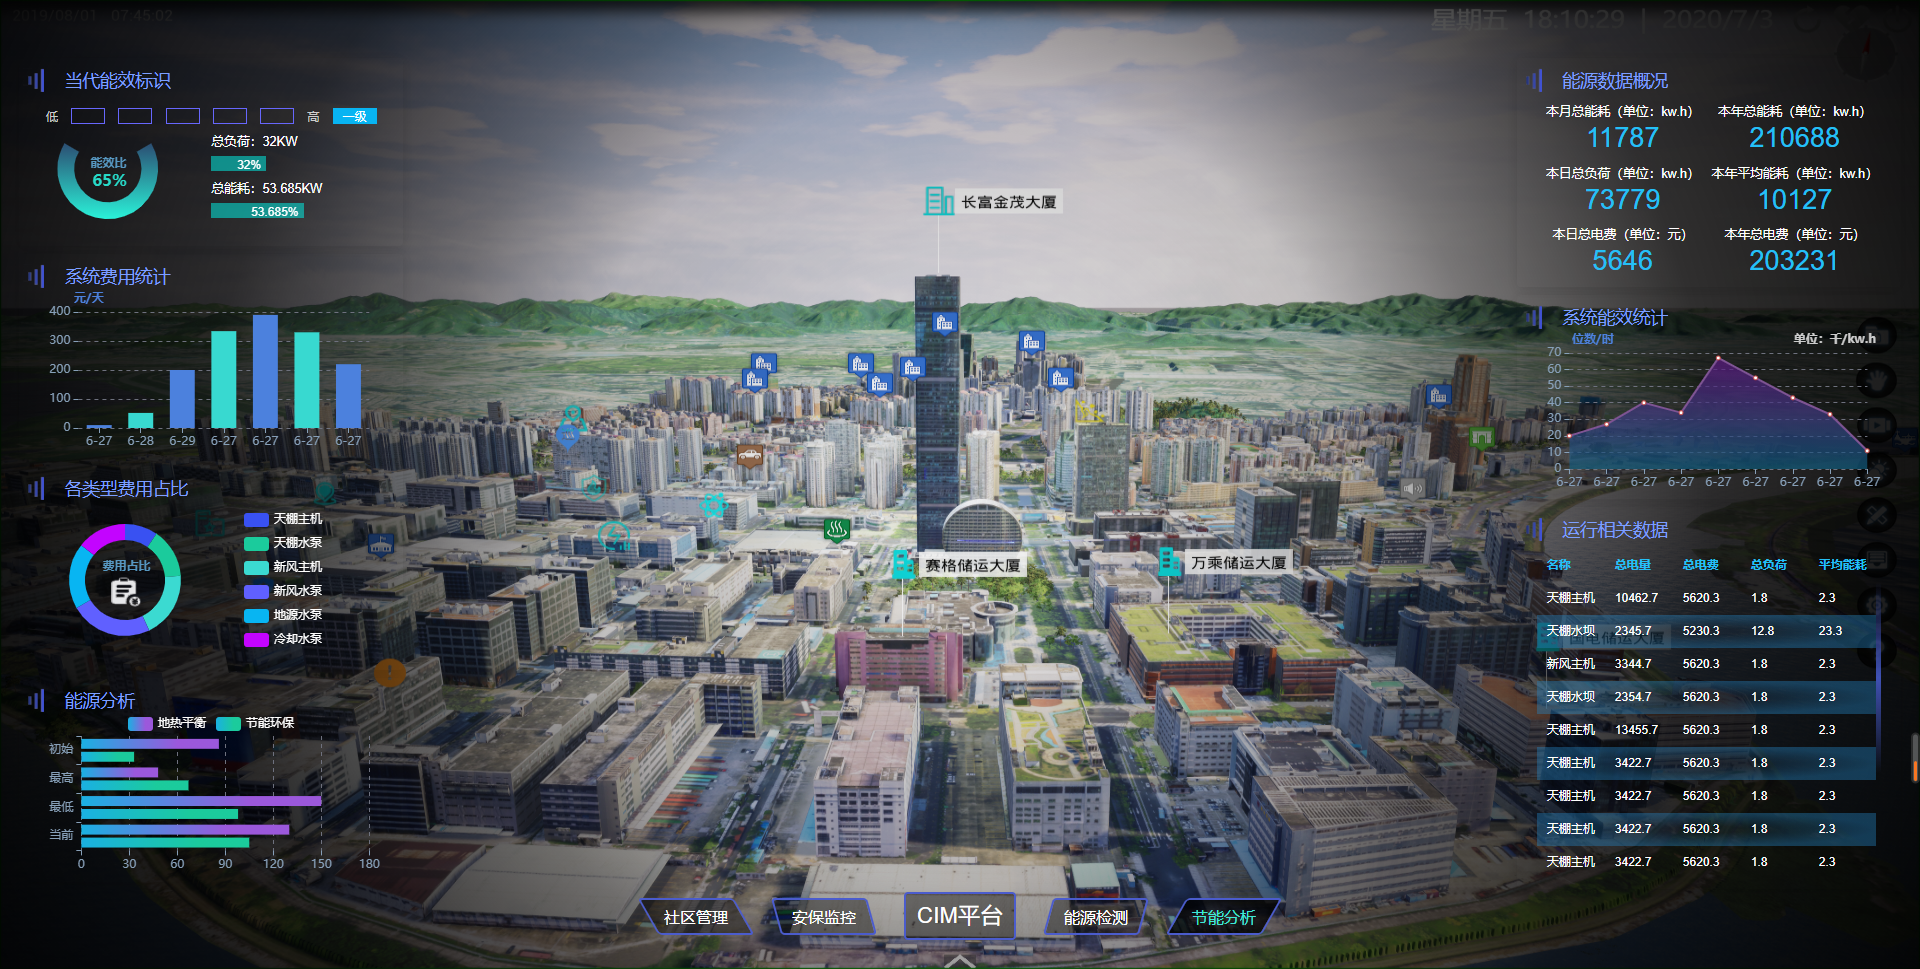 2019/08/01 07:45:02
星期五 18:10:29 | 2020/7/3
当代能效标识
低
高
一级
能效比
65%
总负荷：32KW
32%
总能耗：53.685KW
53.685%
系统费用统计
元/天
400
300
200
100
0
6-27 6-28 6-29 6-27 6-27 6-27 6-27
各类型费用占比
费用占比
天棚主机
天棚水泵
新风主机
新风水泵
地源水泵
冷却水泵
能源分析
地热平衡 节能环保
初始
最高
最低
当前
0 30 60 90 120 150 180
长富金茂大厦
赛格储运大厦
万乘储运大厦
能源数据概况
本月总能耗（单位：kw.h） 本年总能耗（单位：kw.h）
11787 210688
本日总负荷（单位：kw.h） 本年平均能耗（单位：kw.h）
73779 10127
本日总电费（单位：元） 本年总电费（单位：元）
5646 203231
系统能效统计
位数/时
单位：千/kw.h
70
60
50
40
30
20
10
0
6-27 6-27 6-27 6-27 6-27 6-27 6-27 6-27 6-27
运行相关数据
名称 总电量 总电费 总负荷 平均能耗
天棚主机 10462.7 5620.3 1.8 2.3
天棚水坝 2345.7 5230.3 12.8 23.3
新风主机 3344.7 5620.3 1.8 2.3
天棚水坝 2354.7 5620.3 1.8 2.3
天棚主机 13455.7 5620.3 1.8 2.3
天棚主机 3422.7 5620.3 1.8 2.3
天棚主机 3422.7 5620.3 1.8 2.3
天棚主机 3422.7 5620.3 1.8 2.3
天棚主机 3422.7 5620.3 1.8 2.3
社区管理
安保监控
CIM平台
能源检测
节能分析